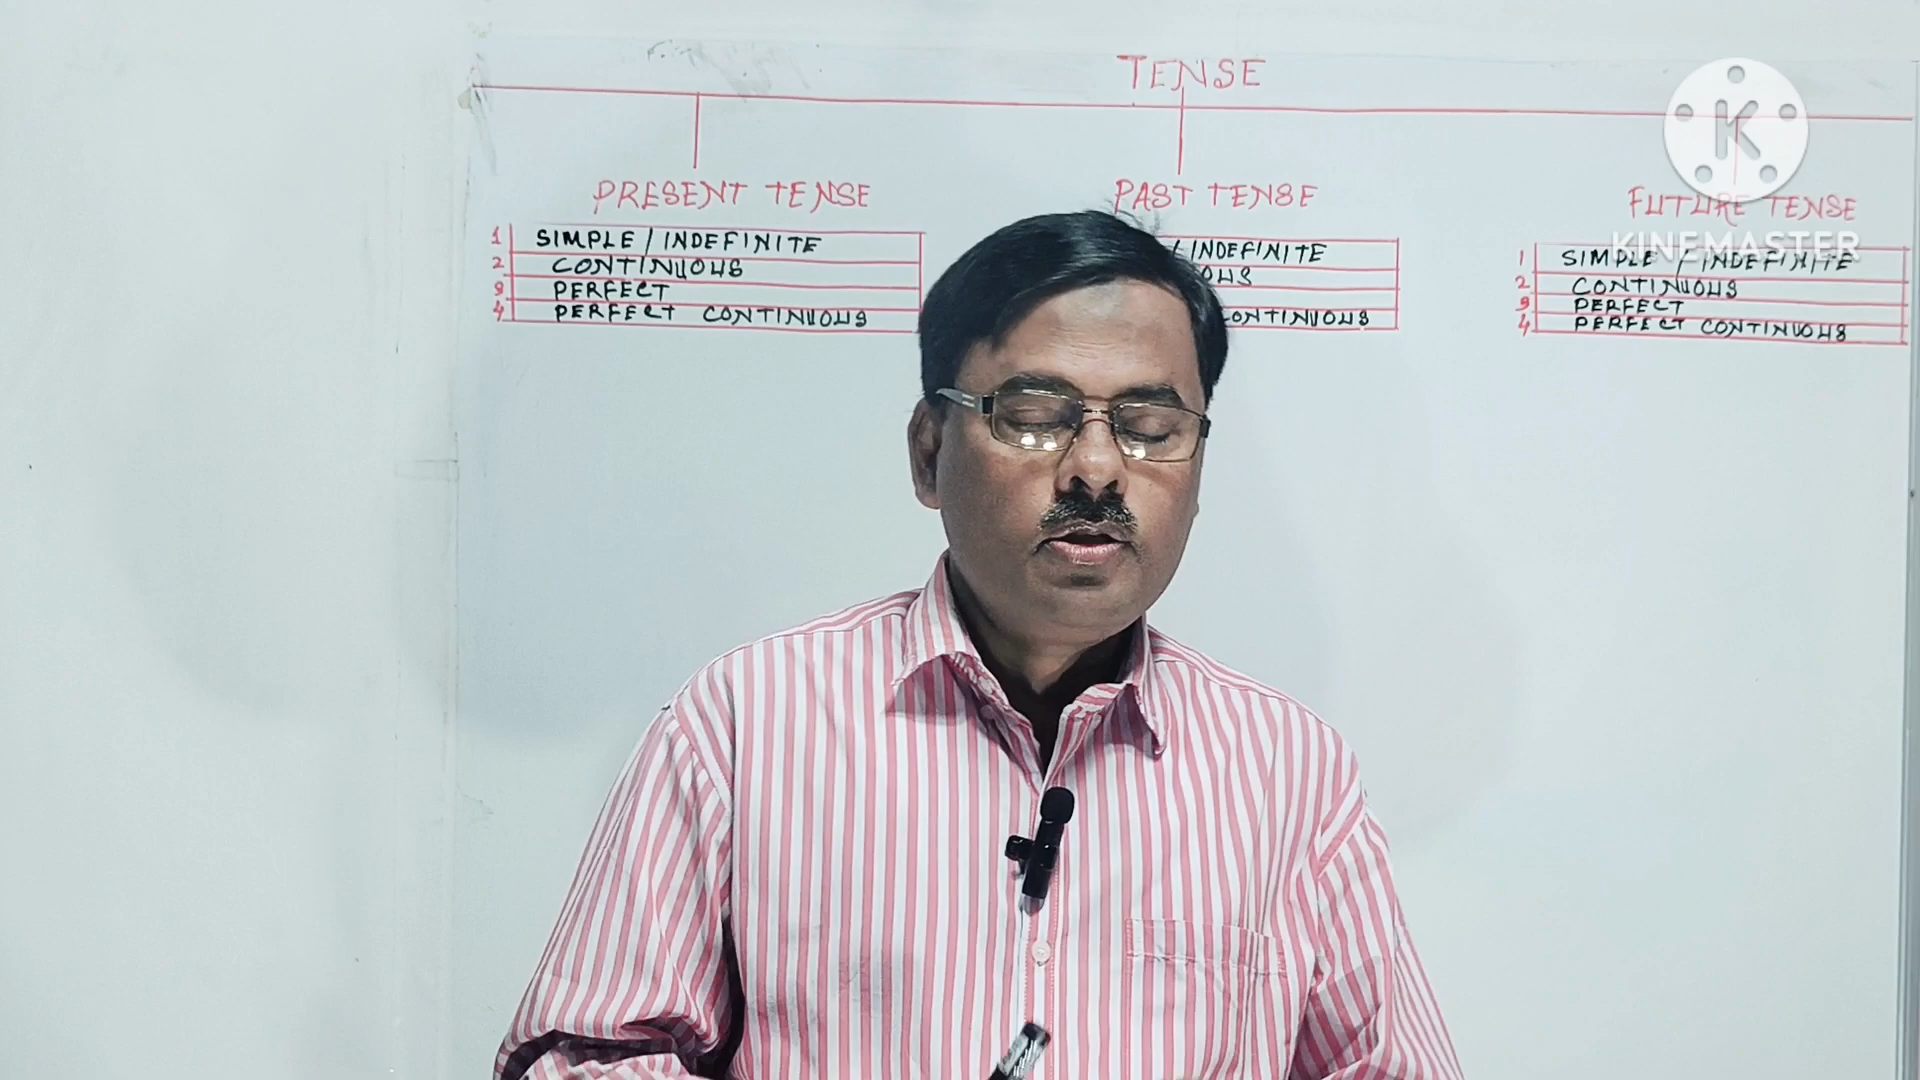 TENSE
PRESENT TENSE
1 SIMPLE / INDEFINITE
2 CONTINUOUS
3 PERFECT
4 PERFECT CONTINUOUS
PAST TENSE
/ INDEFINITE
CONTINUOUS
FUTURE TENSE
1 SIMPLE / INDEFINITE
2 CONTINUOUS
3 PERFECT
4 PERFECT CONTINUOUS
K
KINEMASTER